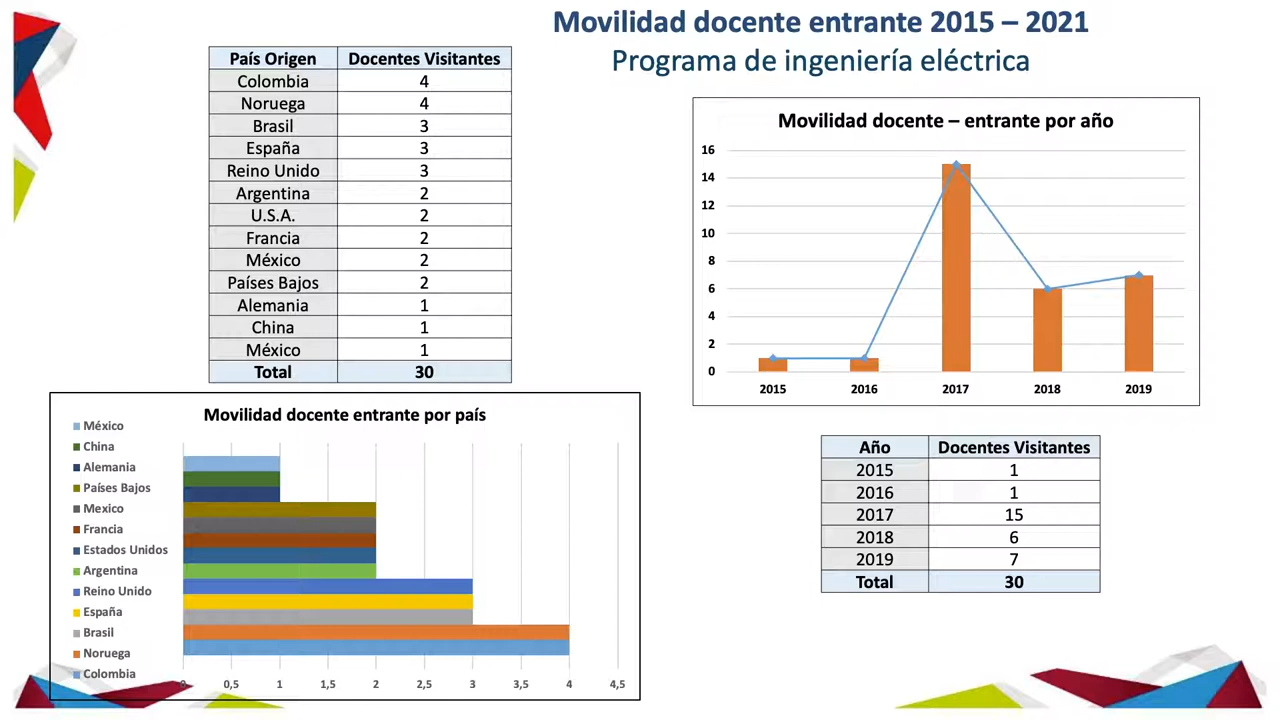 Movilidad docente entrante 2015 – 2021
Programa de ingeniería eléctrica
País Origen Docentes Visitantes
Colombia 4
Noruega 4
Brasil 3
España 3
Reino Unido 3
Argentina 2
U.S.A. 2
Francia 2
México 2
Países Bajos 2
Alemania 1
China 1
México 1
Total 30
Movilidad docente – entrante por año
16
14
12
10
8
6
4
2
0
2015 2016 2017 2018 2019
Movilidad docente entrante por país
México
China
Alemania
Países Bajos
Mexico
Francia
Estados Unidos
Argentina
Reino Unido
España
Brasil
Noruega
Colombia
0 0,5 1 1,5 2 2,5 3 3,5 4 4,5
Año Docentes Visitantes
2015 1
2016 1
2017 15
2018 6
2019 7
Total 30